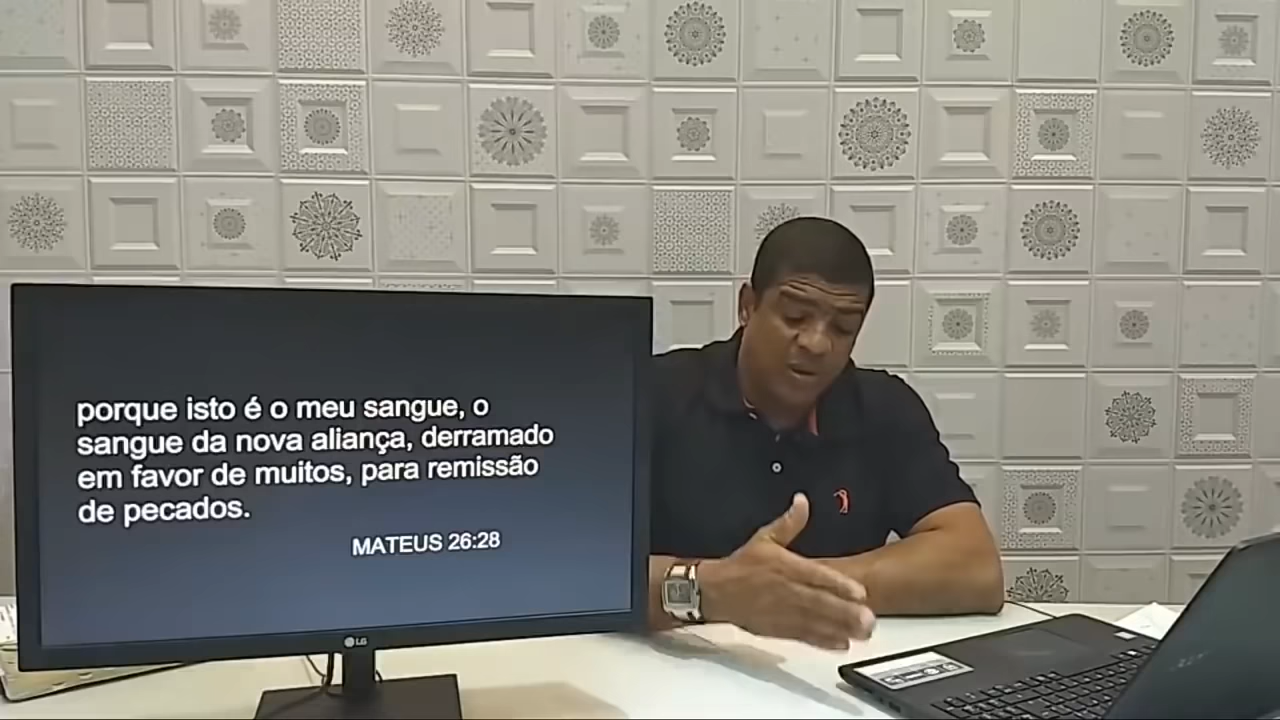 porque isto é o meu sangue, o
sangue da nova aliança, derramado
em favor de muitos, para remissão
de pecados.
MATEUS 26:28
LG